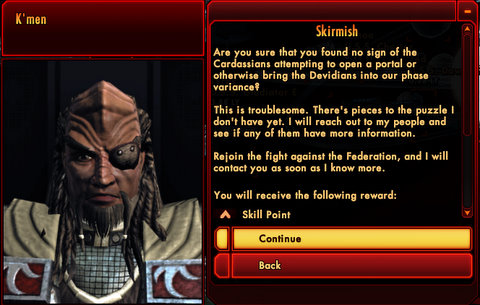 K'men
Skirmish
Are you sure that you found no sign of the
Cardassians attempting to open a portal or
otherwise bring the Devidians into our phase
variance?
This is troublesome. There's pieces to the puzzle I
don't have yet. I will reach out to my people and
see if any of them have more information.
Rejoin the fight against the Federation, and I will
contact you as soon as I know more.
You will receive the following reward:
Skill Point
Continue
Back